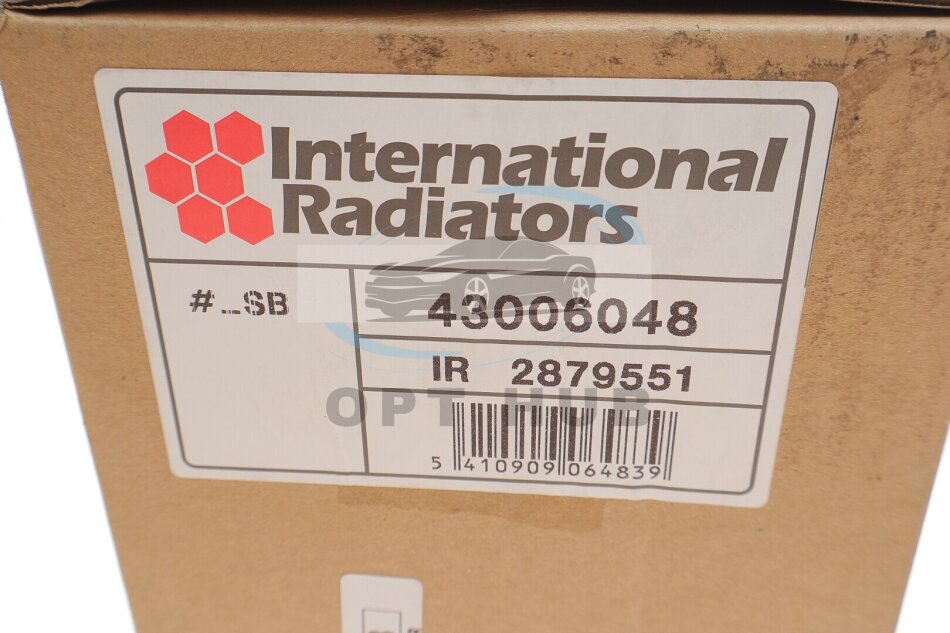 International
Radiators
#_SB
43006048
IR 2879551
OPT HUB
5 410909 064839